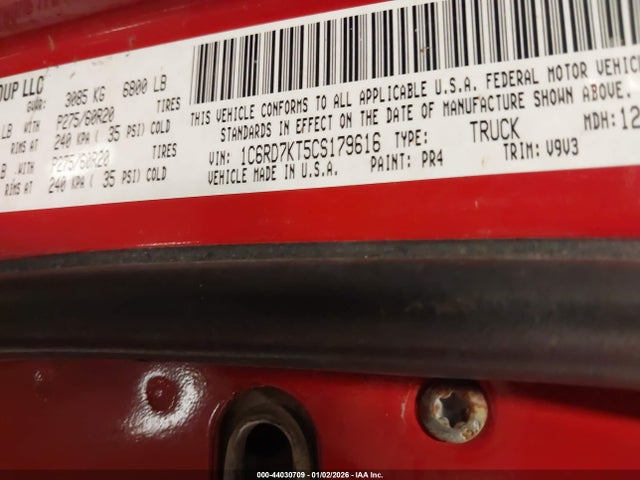 OUP LLC
GVWR: 3085 KG 6800 LB
LB WITH P275/60R20 TIRES
RIMS AT 240 KPA ( 35 PSI) COLD
LB WITH P275/60R20 TIRES
RIMS AT 240 KPA ( 35 PSI) COLD
THIS VEHICLE CONFORMS TO ALL APPLICABLE U.S.A. FEDERAL MOTOR VEHIC
STANDARDS IN EFFECT ON THE DATE OF MANUFACTURE SHOWN ABOVE.
VIN: 1C6RD7KT5CS179616 TYPE: TRUCK MDH: 12
VEHICLE MADE IN U.S.A. PAINT: PR4 TRIM: V9V3
000-44030709 - 01/02/2026 - IAA Inc.